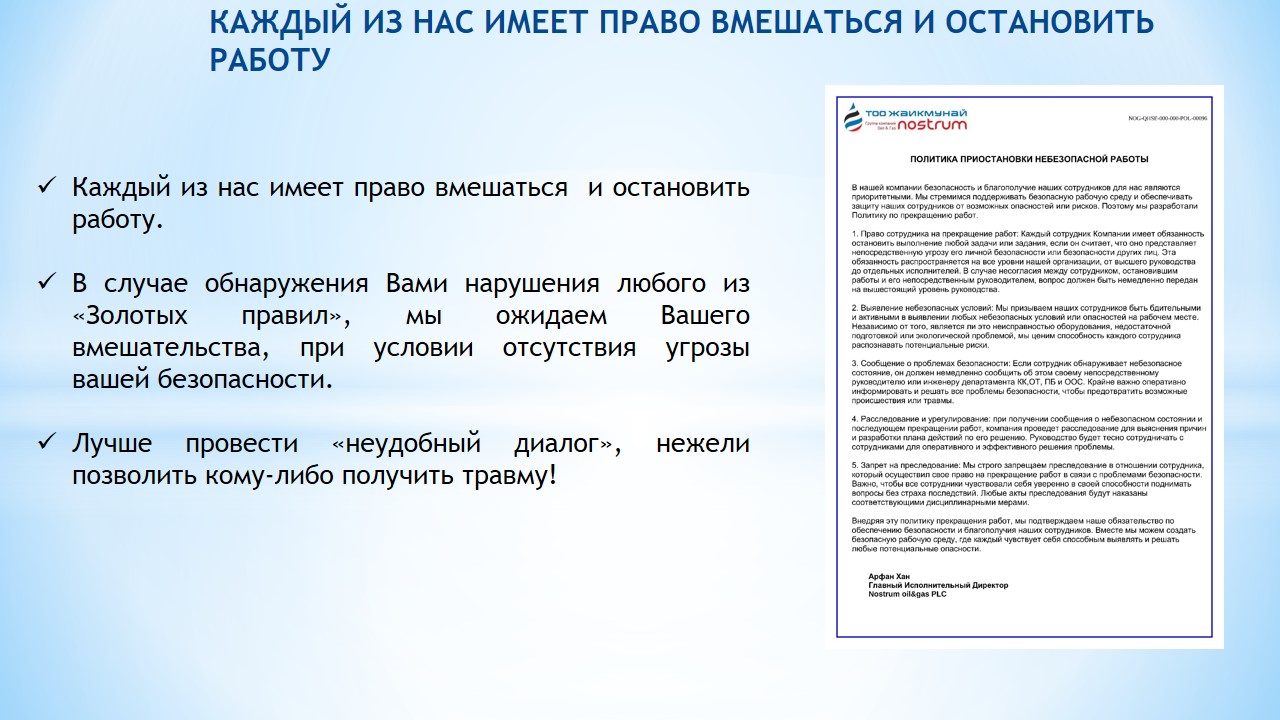 КАЖДЫЙ ИЗ НАС ИМЕЕТ ПРАВО ВМЕШАТЬСЯ И ОСТАНОВИТЬ
РАБОТУ
✓ Каждый из нас имеет право вмешаться и остановить
работу.
✓ В случае обнаружения Вами нарушения любого из
«Золотых правил», мы ожидаем Вашего
вмешательства, при условии отсутствия угрозы
вашей безопасности.
✓ Лучше провести «неудобный диалог», нежели
позволить кому-либо получить травму!
ТОО ЖАИКМУНАЙ
Группа компаний
Oil & Gas
nostrum
NOG-QHSE-000-000-POL-00096
ПОЛИТИКА ПРИОСТАНОВКИ НЕБЕЗОПАСНОЙ РАБОТЫ
В нашей компании безопасность и благополучие наших сотрудников для нас являются
приоритетными. Мы стремимся поддерживать безопасную рабочую среду и обеспечивать
защиту наших сотрудников от возможных опасностей или рисков. Поэтому мы разработали
Политику по прекращению работ.
1. Право сотрудника на прекращение работ: Каждый сотрудник Компании имеет обязанность
остановить выполнение любой задачи или задания, если он считает, что оно представляет
непосредственную угрозу его личной безопасности или безопасности других лиц. Эта
обязанность распространяется на все уровни нашей организации, от высшего руководства
до отдельных исполнителей. В случае несогласия между сотрудником, остановившим
работы и его непосредственным руководителем, вопрос должен быть немедленно передан
на вышестоящий уровень руководства.
2. Выявление небезопасных условий: Мы призываем наших сотрудников быть бдительными
и активными в выявлении любых небезопасных условий или опасностей на рабочем месте.
Независимо от того, является ли это неисправностью оборудования, недостаточной
подготовкой или экологической проблемой, мы ценим способность каждого сотрудника
распознавать потенциальные риски.
3. Сообщение о проблемах безопасности: Если сотрудник обнаруживает небезопасное
состояние, он должен немедленно сообщить об этом своему непосредственному
руководителю или инженеру департамента КК,ОТ, ПБ и ООС. Крайне важно оперативно
информировать и решать все проблемы безопасности, чтобы предотвратить возможные
происшествия или травмы.
4. Расследование и урегулирование: при получении сообщения о небезопасном состоянии и
последующем прекращении работ, компания проведет расследование для выяснения причин
и разработки плана действий по его решению. Руководство будет тесно сотрудничать с
сотрудниками для оперативного и эффективного решения проблемы.
5. Запрет на преследование: Мы строго запрещаем преследование в отношении сотрудника,
который осуществил свое право на прекращение работ в связи с проблемами безопасности.
Важно, чтобы все сотрудники чувствовали себя уверенно в своей способности поднимать
вопросы без страха последствий. Любые акты преследования будут наказаны
соответствующими дисциплинарными мерами.
Внедряя эту политику прекращения работ, мы подтверждаем наше обязательство по
обеспечению безопасности и благополучия наших сотрудников. Вместе мы можем создать
безопасную рабочую среду, где каждый чувствует себя способным выявлять и решать
любые потенциальные опасности.
Арфан Хан
Главный Исполнительный Директор
Nostrum oil&gas PLC